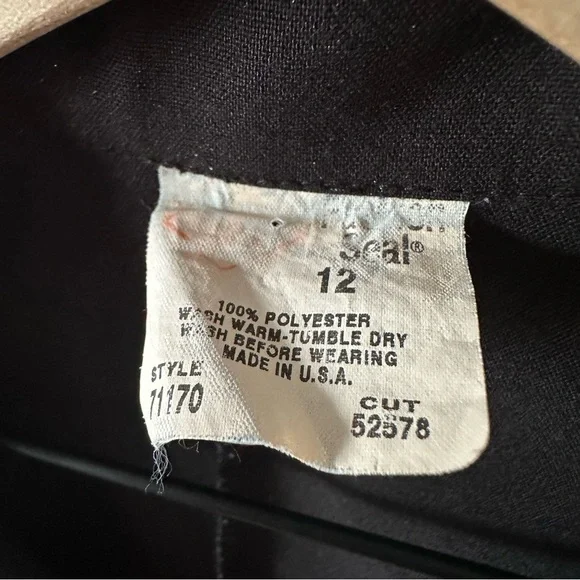 Seal®
12
100% POLYESTER
WASH WARM-TUMBLE DRY
WASH BEFORE WEARING
MADE IN U.S.A.
STYLE
71170
CUT
52578